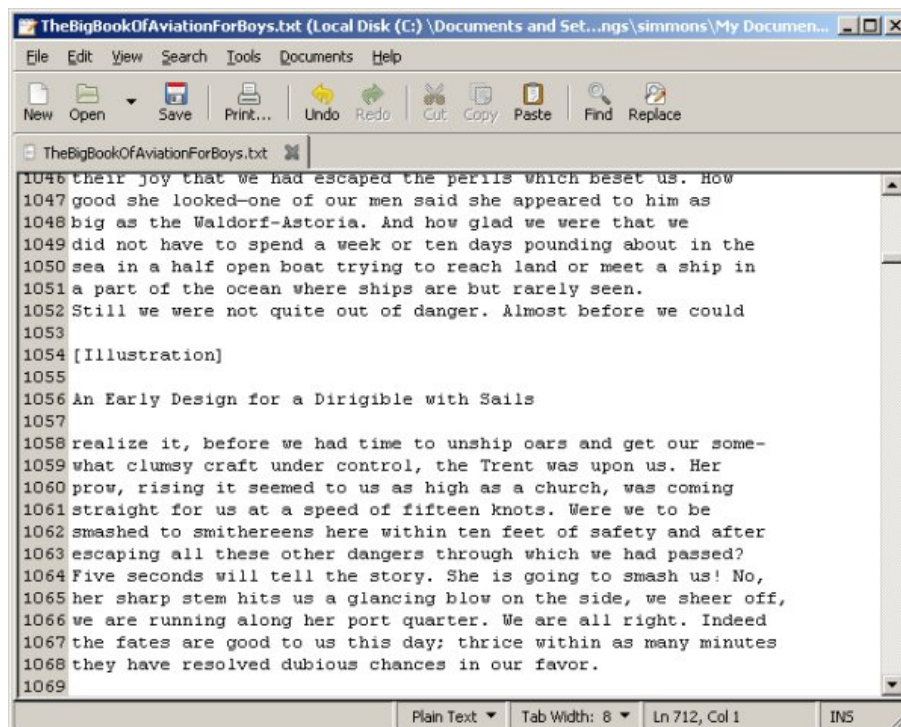 TheBigBookOfAviationForBoys.txt (Local Disk (C:) \Documents and Set...ngs\simmons\My Documen...
File Edit View Search Tools Documents Help
New Open Save Print... Undo Redo Cut Copy Paste Find Replace
TheBigBookOfAviationForBoys.txt
1046 their joy that we had escaped the perils which beset us. How
1047 good she looked—one of our men said she appeared to him as
1048 big as the Waldorf-Astoria. And how glad we were that we
1049 did not have to spend a week or ten days pounding about in the
1050 sea in a half open boat trying to reach land or meet a ship in
1051 a part of the ocean where ships are but rarely seen.
1052 Still we were not quite out of danger. Almost before we could
1053
1054 [Illustration]
1055
1056 An Early Design for a Dirigible with Sails
1057
1058 realize it, before we had time to unship oars and get our some-
1059 what clumsy craft under control, the Trent was upon us. Her
1060 prow, rising it seemed to us as high as a church, was coming
1061 straight for us at a speed of fifteen knots. Were we to be
1062 smashed to smithereens here within ten feet of safety and after
1063 escaping all these other dangers through which we had passed?
1064 Five seconds will tell the story. She is going to smash us! No,
1065 her sharp stem hits us a glancing blow on the side, we sheer off,
1066 we are running along her port quarter. We are all right. Indeed
1067 the fates are good to us this day; thrice within as many minutes
1068 they have resolved dubious chances in our favor.
1069
Plain Text Tab Width: 8 Ln 712, Col 1 INS